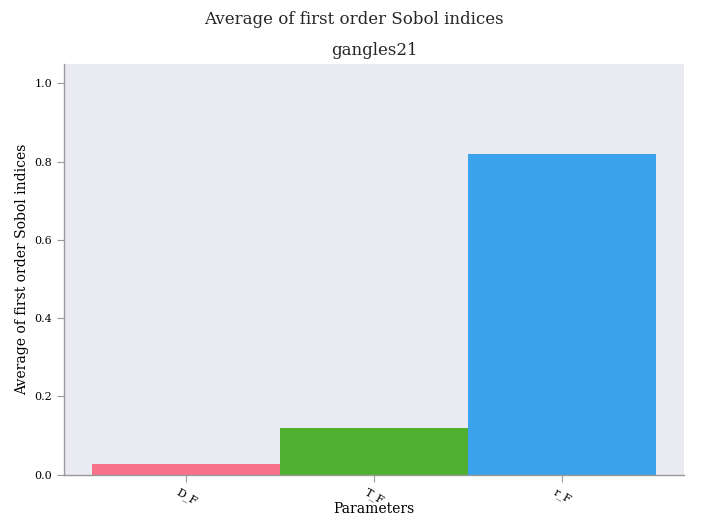 Average of first order Sobol indices
gangles21
1.0
0.8
0.6
0.4
0.2
0.0
Average of first order Sobol indices
D_F
T_F
r_F
Parameters